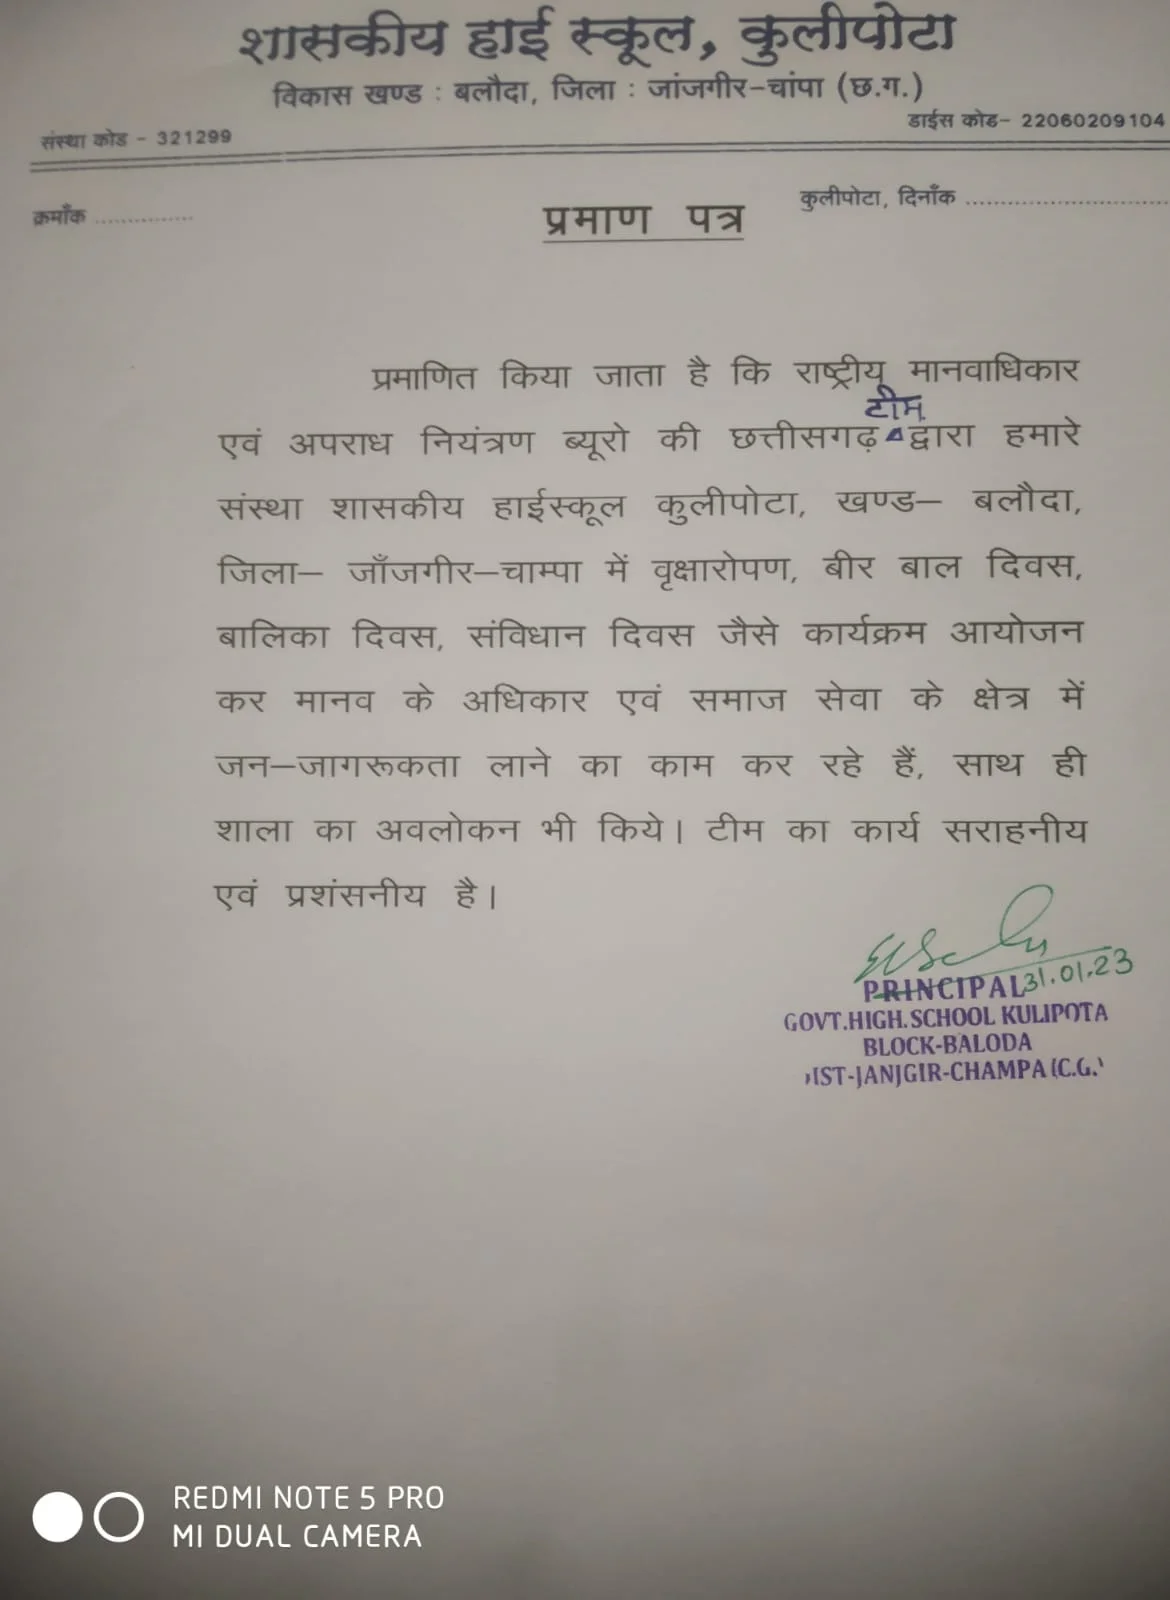 शासकीय हाई स्कूल, कुलीपोटा
विकास खण्ड : बलौदा, जिला : जांजगीर-चांपा (छ.ग.)
संस्था कोड - 321299
डाईस कोड- 22060209104
क्रमाँक ..............
कुलीपोटा, दिनाँक ..............................
प्रमाण पत्र
प्रमाणित किया जाता है कि राष्ट्रीय मानवाधिकार
टीम
एवं अपराध नियंत्रण ब्यूरो की छत्तीसगढ़ द्वारा हमारे
संस्था शासकीय हाईस्कूल कुलीपोटा, खण्ड– बलौदा,
जिला– जाँजगीर–चाम्पा में वृक्षारोपण, बीर बाल दिवस,
बालिका दिवस, संविधान दिवस जैसे कार्यक्रम आयोजन
कर मानव के अधिकार एवं समाज सेवा के क्षेत्र में
जन–जागरूकता लाने का काम कर रहे हैं, साथ ही
शाला का अवलोकन भी किये। टीम का कार्य सराहनीय
एवं प्रशंसनीय है।
31.01.23
PRINCIPAL
GOVT.HIGH.SCHOOL KULIPOTA
BLOCK-BALODA
IST-JANJGIR-CHAMPA (C.G.
REDMI NOTE 5 PRO
MI DUAL CAMERA